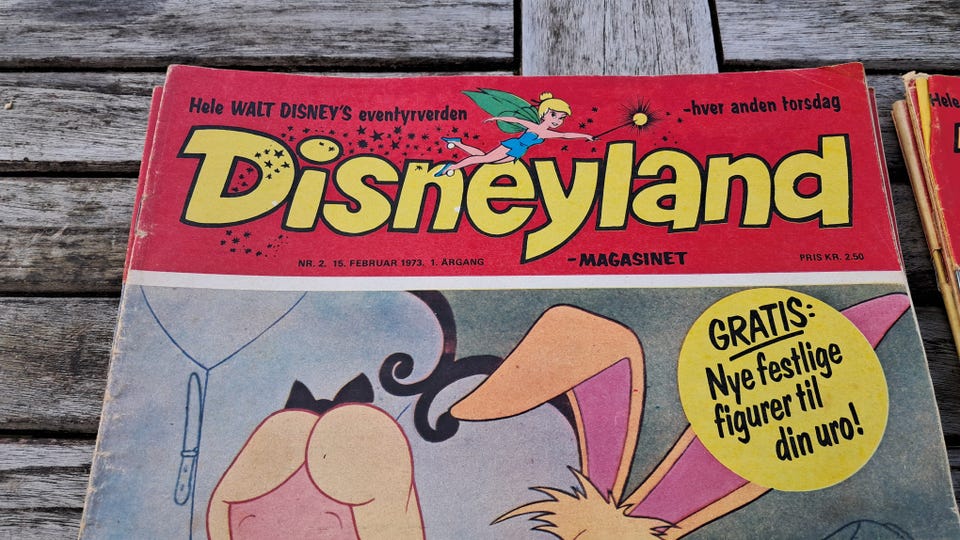 Hele WALT DISNEY'S eventyrverden
-hver anden torsdag
Disneyland
-MAGASINET
NR. 2. 15. FEBRUAR 1973. 1. ÅRGANG
PRIS KR. 2.50
GRATIS:
Nye festlige
figurer til
din uro!
Hele